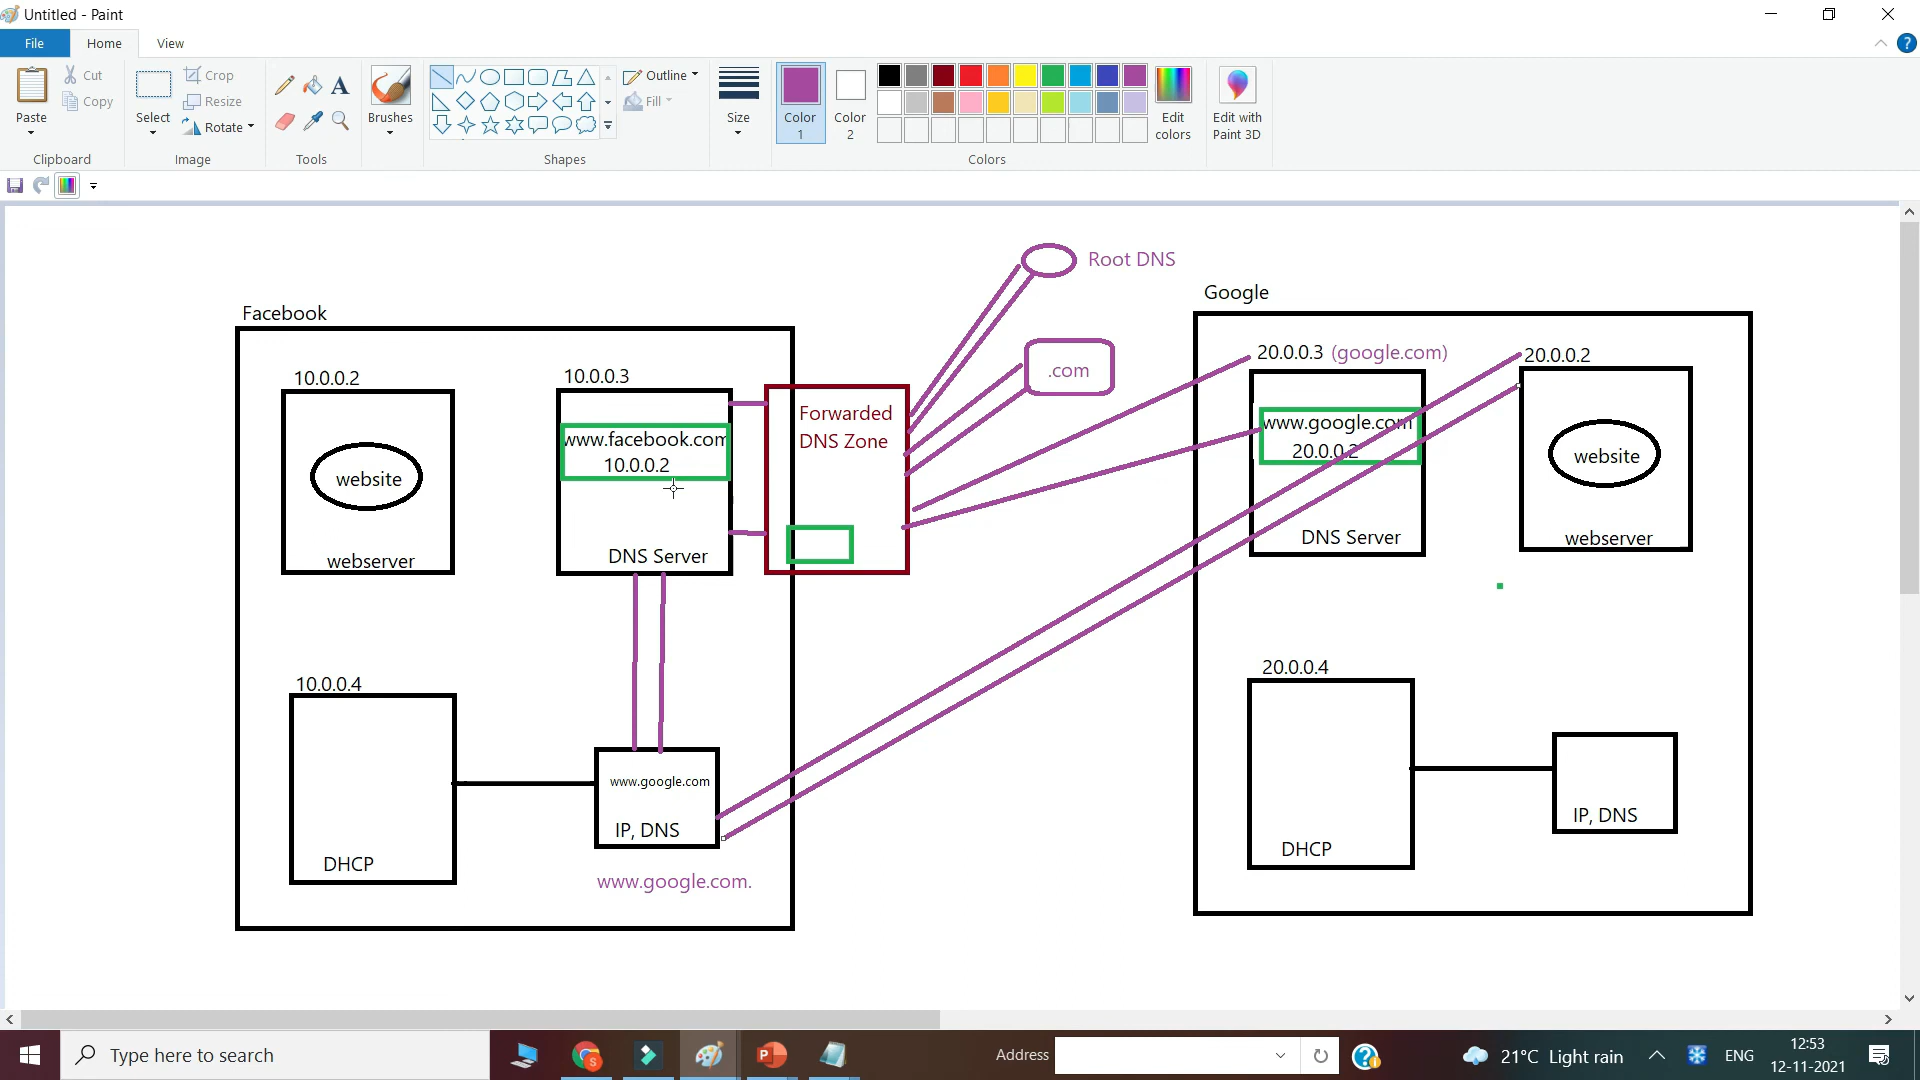 Untitled - Paint
File
Home
View
Paste
Cut
Copy
Clipboard
Select
Crop
Resize
Rotate
Image
A
Tools
Brushes
Outline
Fill
Shapes
Size
Color
1
Color
2
Edit
colors
Colors
Edit with
Paint 3D
?
Root DNS
.com
Facebook
10.0.0.2
website
webserver
10.0.0.3
www.facebook.com
10.0.0.2
DNS Server
Forwarded
DNS Zone
10.0.0.4
DHCP
www.google.com
IP, DNS
www.google.com.
Google
20.0.0.3 (google.com)
www.google.com
20.0.0.2
DNS Server
20.0.0.2
website
webserver
20.0.0.4
DHCP
IP, DNS
Type here to search
Address
21°C Light rain
ENG
12:53
12-11-2021